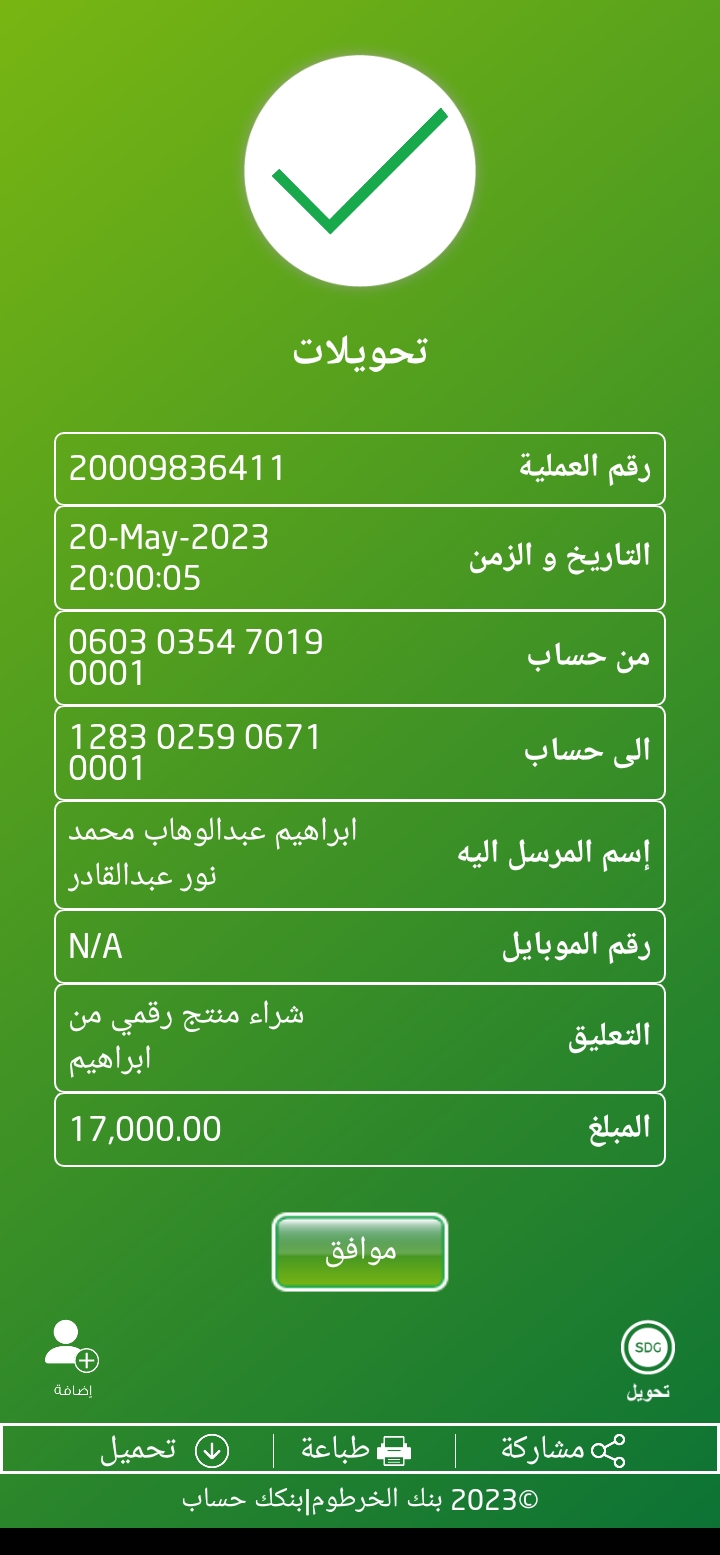 تحويلات
رقم العملية
20009836411
التاريخ و الزمن
20-May-2023
20:00:05
من حساب
0603 0354 7019
0001
الى حساب
1283 0259 0671
0001
إسم المرسل اليه
ابراهيم عبدالوهاب محمد
نور عبدالقادر
رقم الموبايل
N/A
التعليق
شراء منتج رقمي من
ابراهيم
المبلغ
17,000.00
موافق
SDG
تحويل
إضافة
مشاركة
طباعة
تحميل
©2023 بنك الخرطوم|بنكك حساب